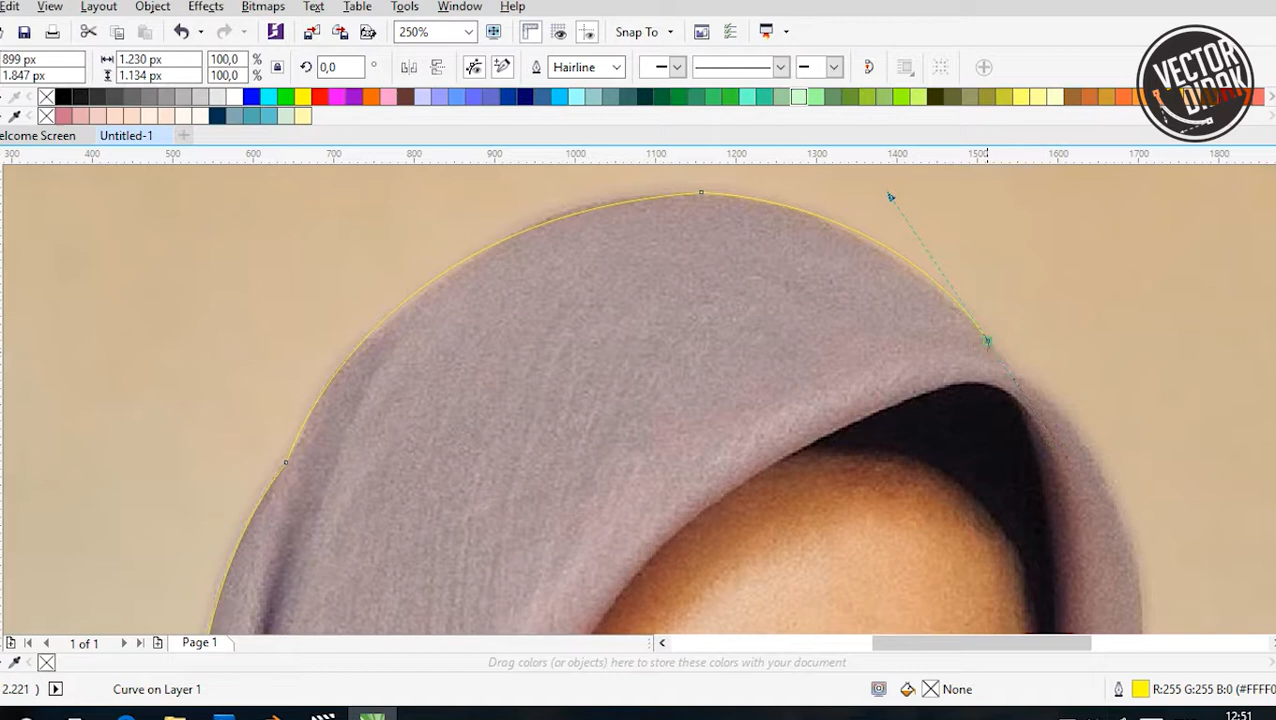 Edit View Layout Object Effects Bitmaps Text Table Tools Window Help
250% Snap To
899 px 1.230 px 100,0 % 0,0 ° Hairline
1.847 px 1.134 px 100,0 %
VECTOR
DIDAK
elcome Screen Untitled-1
300 400 500 600 700 800 900 1000 1100 1200 1300 1400 1500 1600 1700 1800
1 of 1 Page 1
Drag colors (or objects) here to store these colors with your document
2.221 ) Curve on Layer 1 None R:255 G:255 B:0 (#FFFF0
12:51